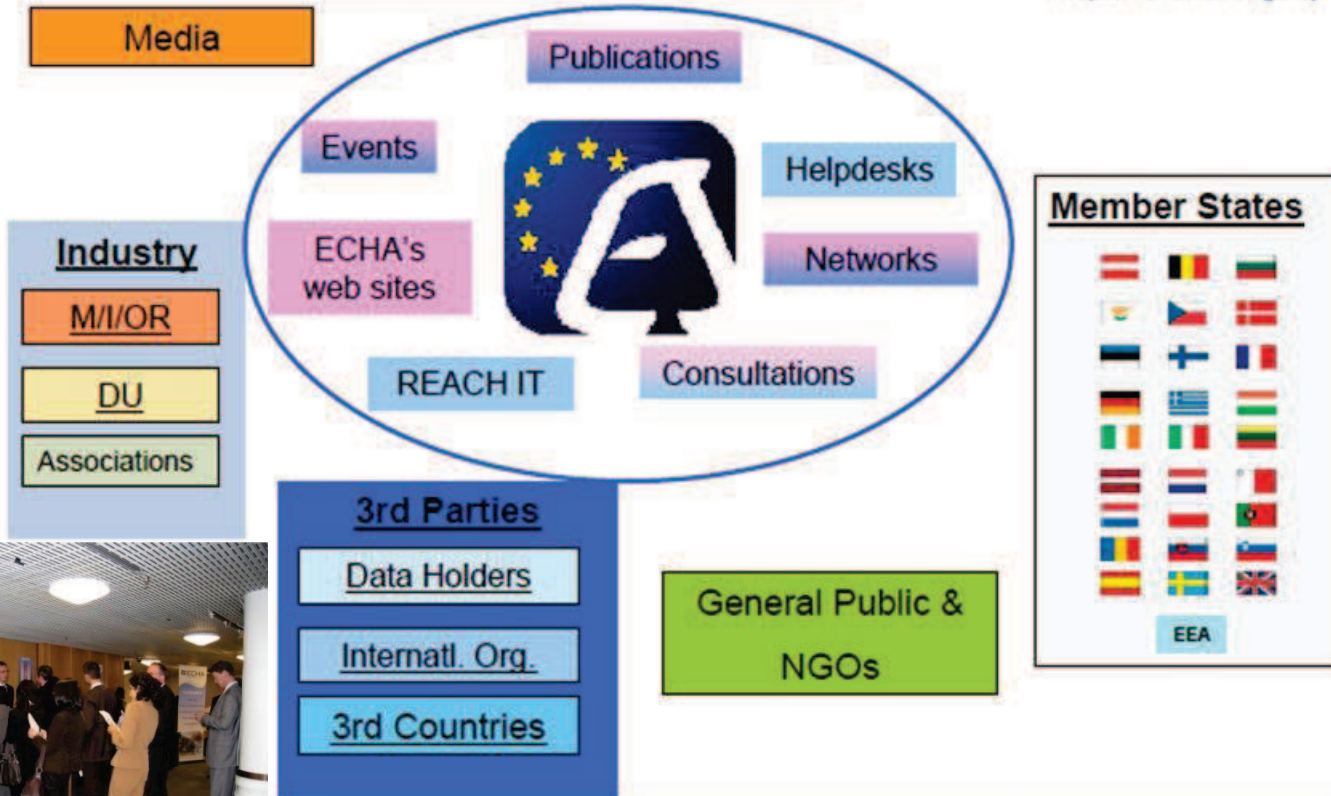 Media
Publications
Events
Helpdesks
ECHA's
web sites
Networks
REACH IT
Consultations
Industry
M/I/OR
DU
Associations
Member States
EEA
3rd Parties
Data Holders
Internatl. Org.
3rd Countries
General Public &
NGOs
ECHA